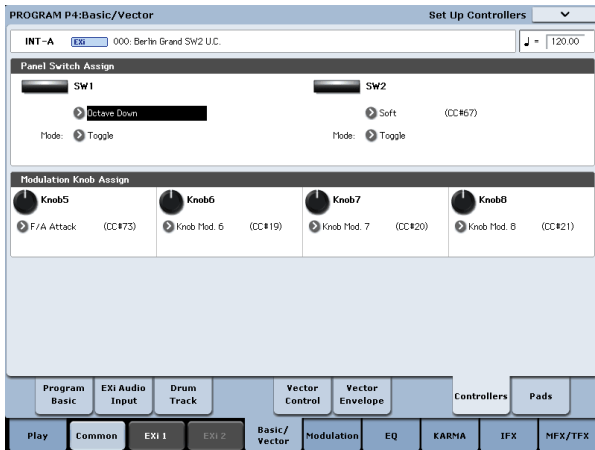 PROGRAM P4:Basic/Vector Set Up Controllers
INT-A EXi 000: Berlin Grand SW2 U.C. ♩ = 120.00
Panel Switch Assign
SW1 SW2
Octave Down Soft (CC#67)
Mode: Toggle Mode: Toggle
Modulation Knob Assign
Knob5 Knob6 Knob7 Knob8
F/A Attack (CC#73) Knob Mod. 6 (CC#19) Knob Mod. 7 (CC#20) Knob Mod. 8 (CC#21)
Program Basic EXi Audio Input Drum Track Vector Control Vector Envelope Controllers Pads
Play Common EXi 1 EXi 2 Basic/Vector Modulation EQ KARMA IFX MFX/TFX